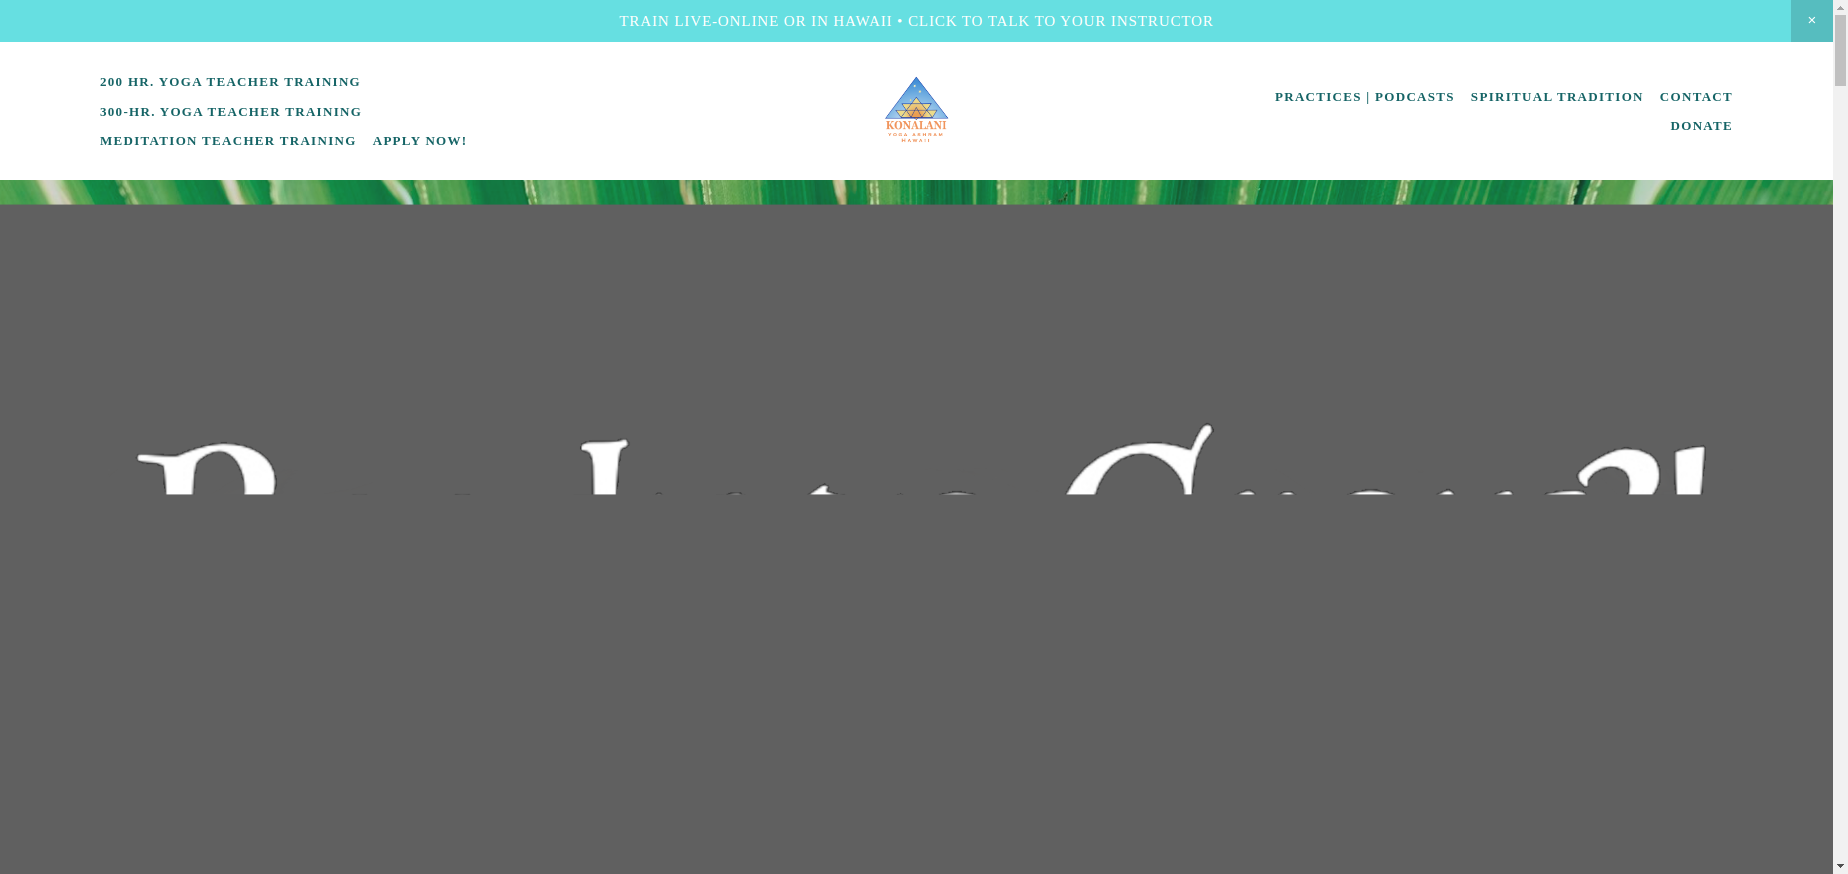 TRAIN LIVE-ONLINE OR IN HAWAII • CLICK TO TALK TO YOUR INSTRUCTOR ×
200 HR. YOGA TEACHER TRAINING
300-HR. YOGA TEACHER TRAINING
MEDITATION TEACHER TRAINING APPLY NOW!
KONALANI
YOGA ASHRAM
HAWAII
PRACTICES | PODCASTS SPIRITUAL TRADITION CONTACT
DONATE